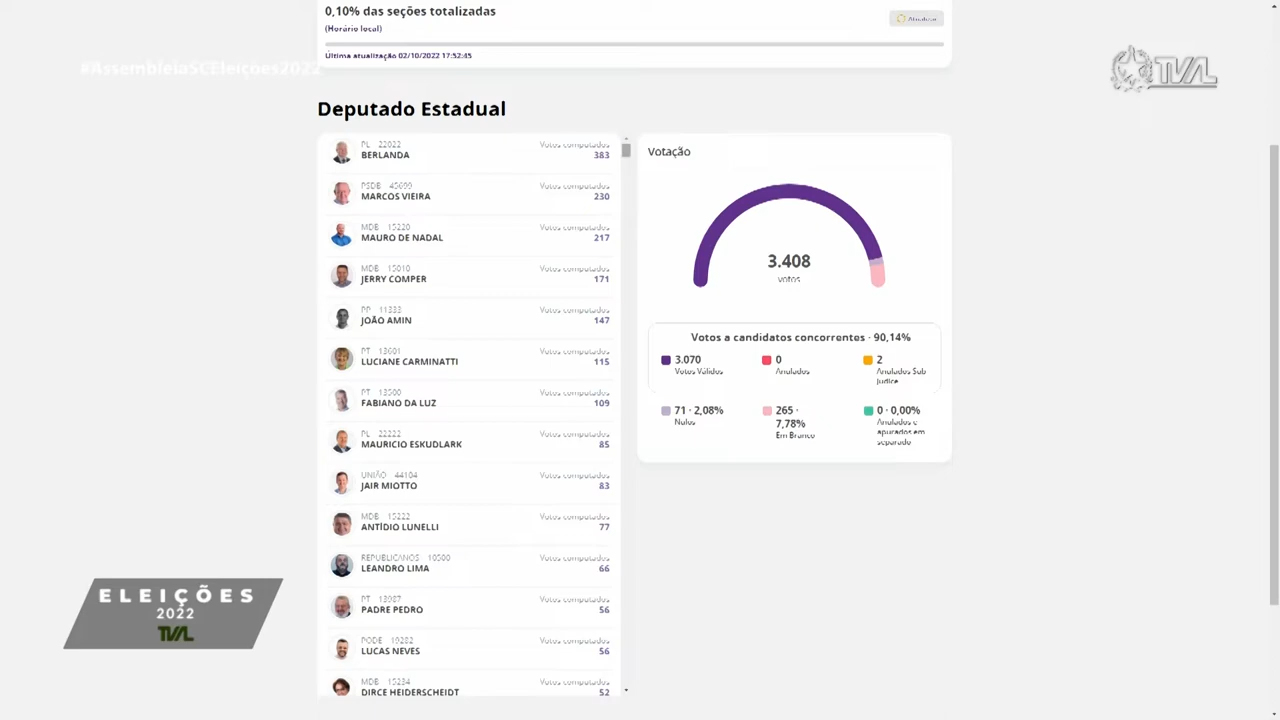 0,10% das seções totalizadas
(Horário local)
Atualizar
Última atualização 02/10/2022 17:52:45
#AssembleiaSCEleições2022
TVAL
Deputado Estadual
PL 22022 Votos computados
BERLANDA 383
PSDB 45699 Votos computados
MARCOS VIEIRA 230
MDB 15220 Votos computados
MAURO DE NADAL 217
MDB 15010 Votos computados
JERRY COMPER 171
PP 11333 Votos computados
JOÃO AMIN 147
PT 13601 Votos computados
LUCIANE CARMINATTI 115
PT 13500 Votos computados
FABIANO DA LUZ 109
PL 22222 Votos computados
MAURICIO ESKUDLARK 85
UNIÃO 44104 Votos computados
JAIR MIOTTO 83
MDB 15222 Votos computados
ANTÍDIO LUNELLI 77
REPUBLICANOS 10500 Votos computados
LEANDRO LIMA 66
PT 13987 Votos computados
PADRE PEDRO 56
PODE 19282 Votos computados
LUCAS NEVES 56
MDB 15234 Votos computados
DIRCE HEIDERSCHEIDT 52
Votação
3.408
votos
Votos a candidatos concorrentes · 90,14%
3.070
Votos Válidos
0
Anulados
2
Anulados Sub
Judice
71 · 2,08%
Nulos
265 ·
7,78%
Em Branco
0 · 0,00%
Anulados e
apurados em
separado
ELEIÇÕES
2022
TVAL